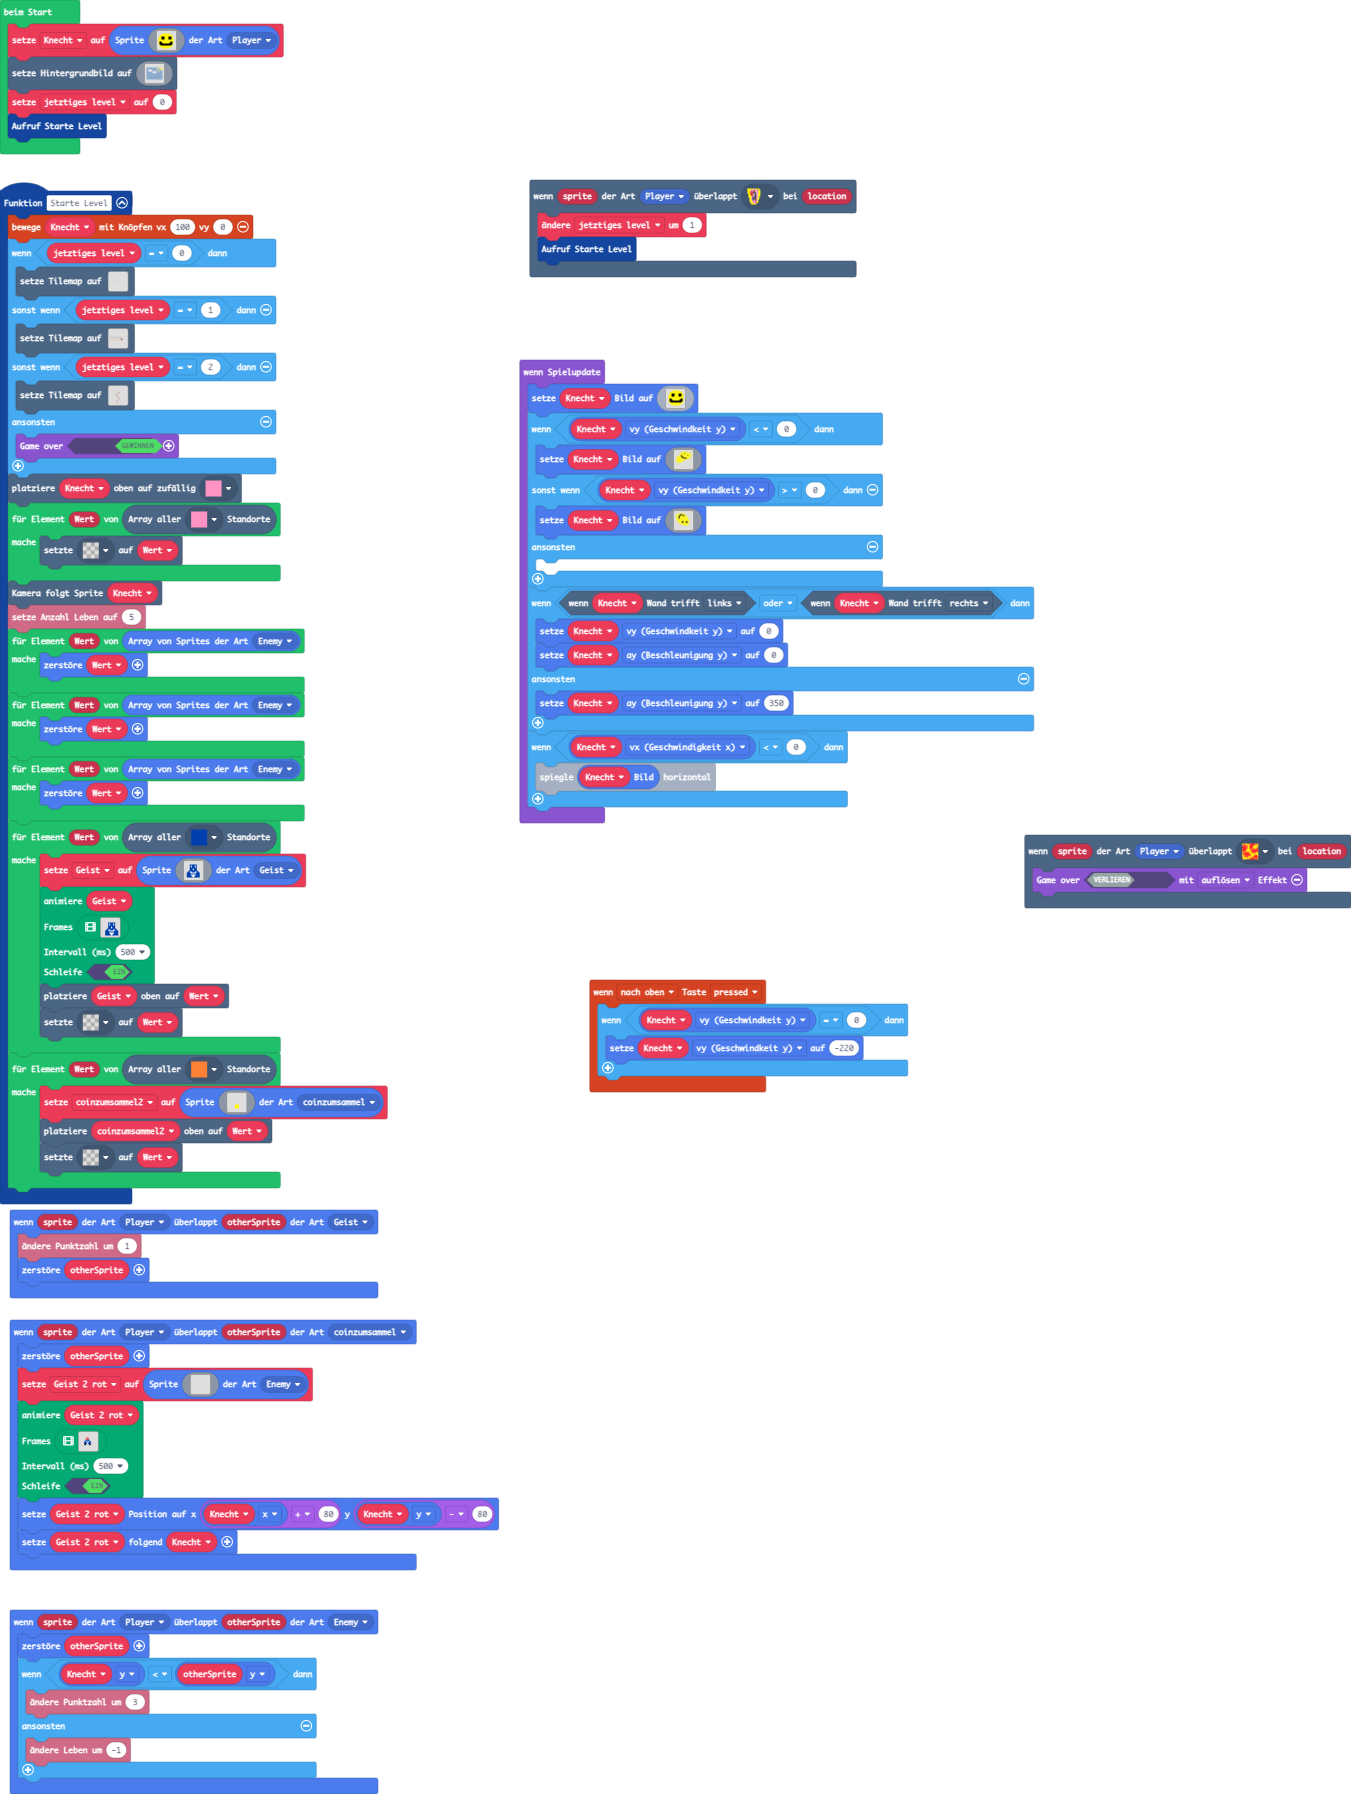 beim Start
setze Knecht auf Sprite der Art Player
setze Hintergrundbild auf
setze jetztiges level auf 0
Aufruf Starte Level
Funktion Starte Level
bewege Knecht mit Knöpfen vx 100 vy 0
wenn jetztiges level = 0 dann
setze Tilemap auf
sonst wenn jetztiges level = 1 dann
setze Tilemap auf
sonst wenn jetztiges level = 2 dann
setze Tilemap auf
ansonsten
Game over GEWINNEN
platziere Knecht oben auf zufällig
für Element Wert von Array aller Standorte
mache setzte auf Wert
Kamera folgt Sprite Knecht
setze Anzahl Leben auf 5
für Element Wert von Array von Sprites der Art Enemy
mache zerstöre Wert
für Element Wert von Array von Sprites der Art Enemy
mache zerstöre Wert
für Element Wert von Array von Sprites der Art Enemy
mache zerstöre Wert
für Element Wert von Array aller Standorte
mache setze Geist auf Sprite der Art Geist
animiere Geist
Frames
Intervall (ms) 500
Schleife EIN
platziere Geist oben auf Wert
setzte auf Wert
für Element Wert von Array aller Standorte
mache setze coinzumsammel2 auf Sprite der Art coinzumsammel
platziere coinzumsammel2 oben auf Wert
setzte auf Wert
wenn sprite der Art Player überlappt otherSprite der Art Geist
ändere Punktzahl um 1
zerstöre otherSprite
wenn sprite der Art Player überlappt otherSprite der Art coinzumsammel
zerstöre otherSprite
setze Geist 2 rot auf Sprite der Art Enemy
animiere Geist 2 rot
Frames
Intervall (ms) 500
Schleife EIN
setze Geist 2 rot Position auf x Knecht x + 80 y Knecht y - 80
setze Geist 2 rot folgend Knecht
wenn sprite der Art Player überlappt otherSprite der Art Enemy
zerstöre otherSprite
wenn Knecht y < otherSprite y dann
ändere Punktzahl um 3
ansonsten
ändere Leben um -1
wenn sprite der Art Player überlappt bei location
ändere jetztiges level um 1
Aufruf Starte Level
wenn Spielupdate
setze Knecht Bild auf
wenn Knecht vy (Geschwindkeit y) < 0 dann
setze Knecht Bild auf
sonst wenn Knecht vy (Geschwindkeit y) > 0 dann
setze Knecht Bild auf
ansonsten
wenn wenn Knecht Wand trifft links oder wenn Knecht Wand trifft rechts dann
setze Knecht vy (Geschwindkeit y) auf 0
setze Knecht ay (Beschleunigung y) auf 0
ansonsten
setze Knecht ay (Beschleunigung y) auf 350
wenn Knecht vx (Geschwindigkeit x) < 0 dann
spiegle Knecht Bild horizontal
wenn sprite der Art Player überlappt bei location
Game over VERLIEREN mit auflösen Effekt
wenn nach oben Taste pressed
wenn Knecht vy (Geschwindkeit y) = 0 dann
setze Knecht vy (Geschwindkeit y) auf -220